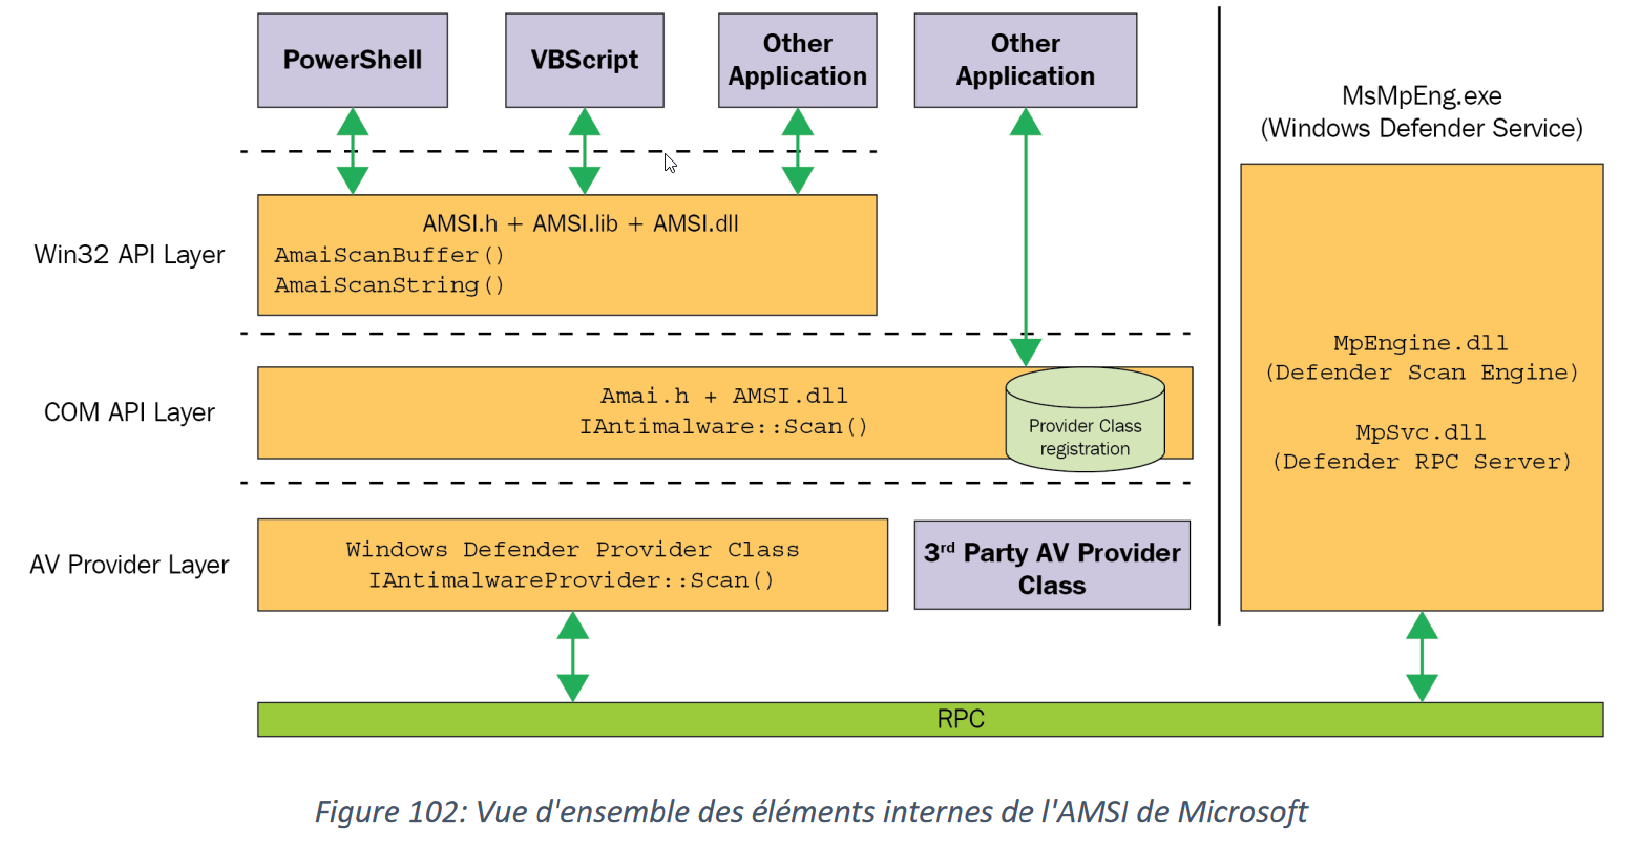 PowerShell
VBScript
Other
Application
Other
Application
MsMpEng.exe
(Windows Defender Service)
Win32 API Layer
AMSI.h + AMSI.lib + AMSI.dll
AmaiScanBuffer()
AmaiScanString()
COM API Layer
Amai.h + AMSI.dll
IAntimalware::Scan()
Provider Class
registration
MpEngine.dll
(Defender Scan Engine)
MpSvc.dll
(Defender RPC Server)
AV Provider Layer
Windows Defender Provider Class
IAntimalwareProvider::Scan()
3rd Party AV Provider
Class
RPC
Figure 102: Vue d'ensemble des éléments internes de l'AMSI de Microsoft